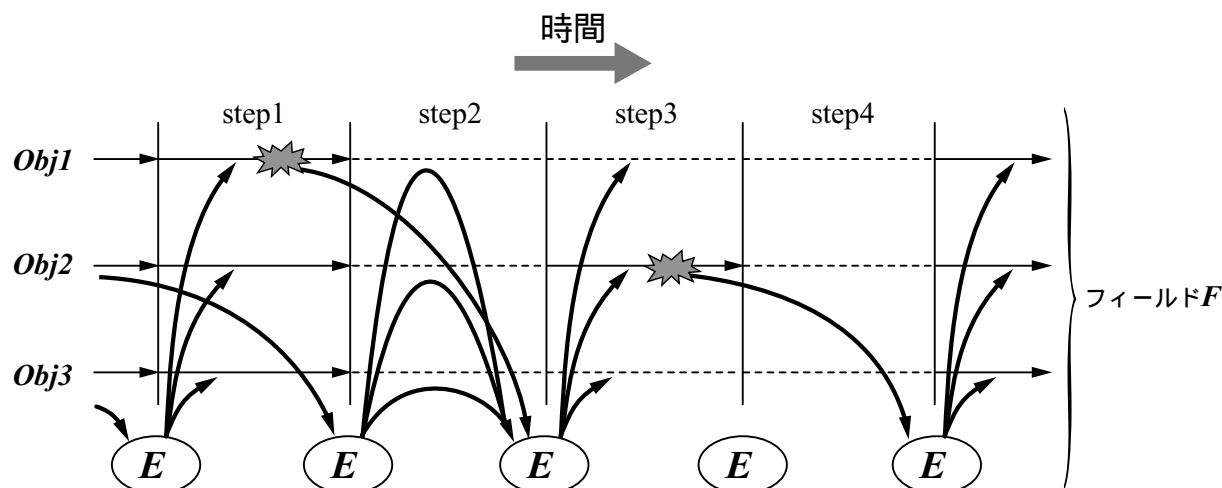 時間
step1 step2 step3 step4
Obj1
Obj2
フィールドF
Obj3
E E E E E